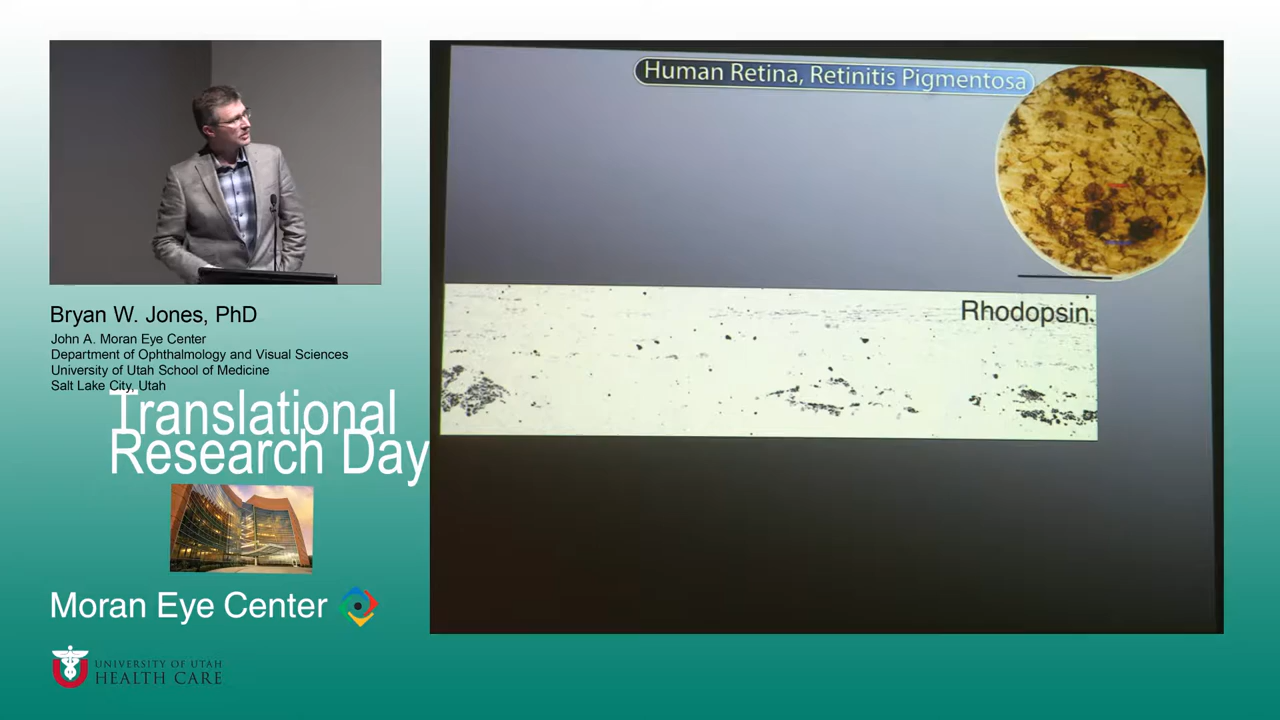 Human Retina, Retinitis Pigmentosa
Rhodopsin
Bryan W. Jones, PhD
John A. Moran Eye Center
Department of Ophthalmology and Visual Sciences
University of Utah School of Medicine
Salt Lake City, Utah
Translational
Research Day
Moran Eye Center
UNIVERSITY OF UTAH
HEALTH CARE